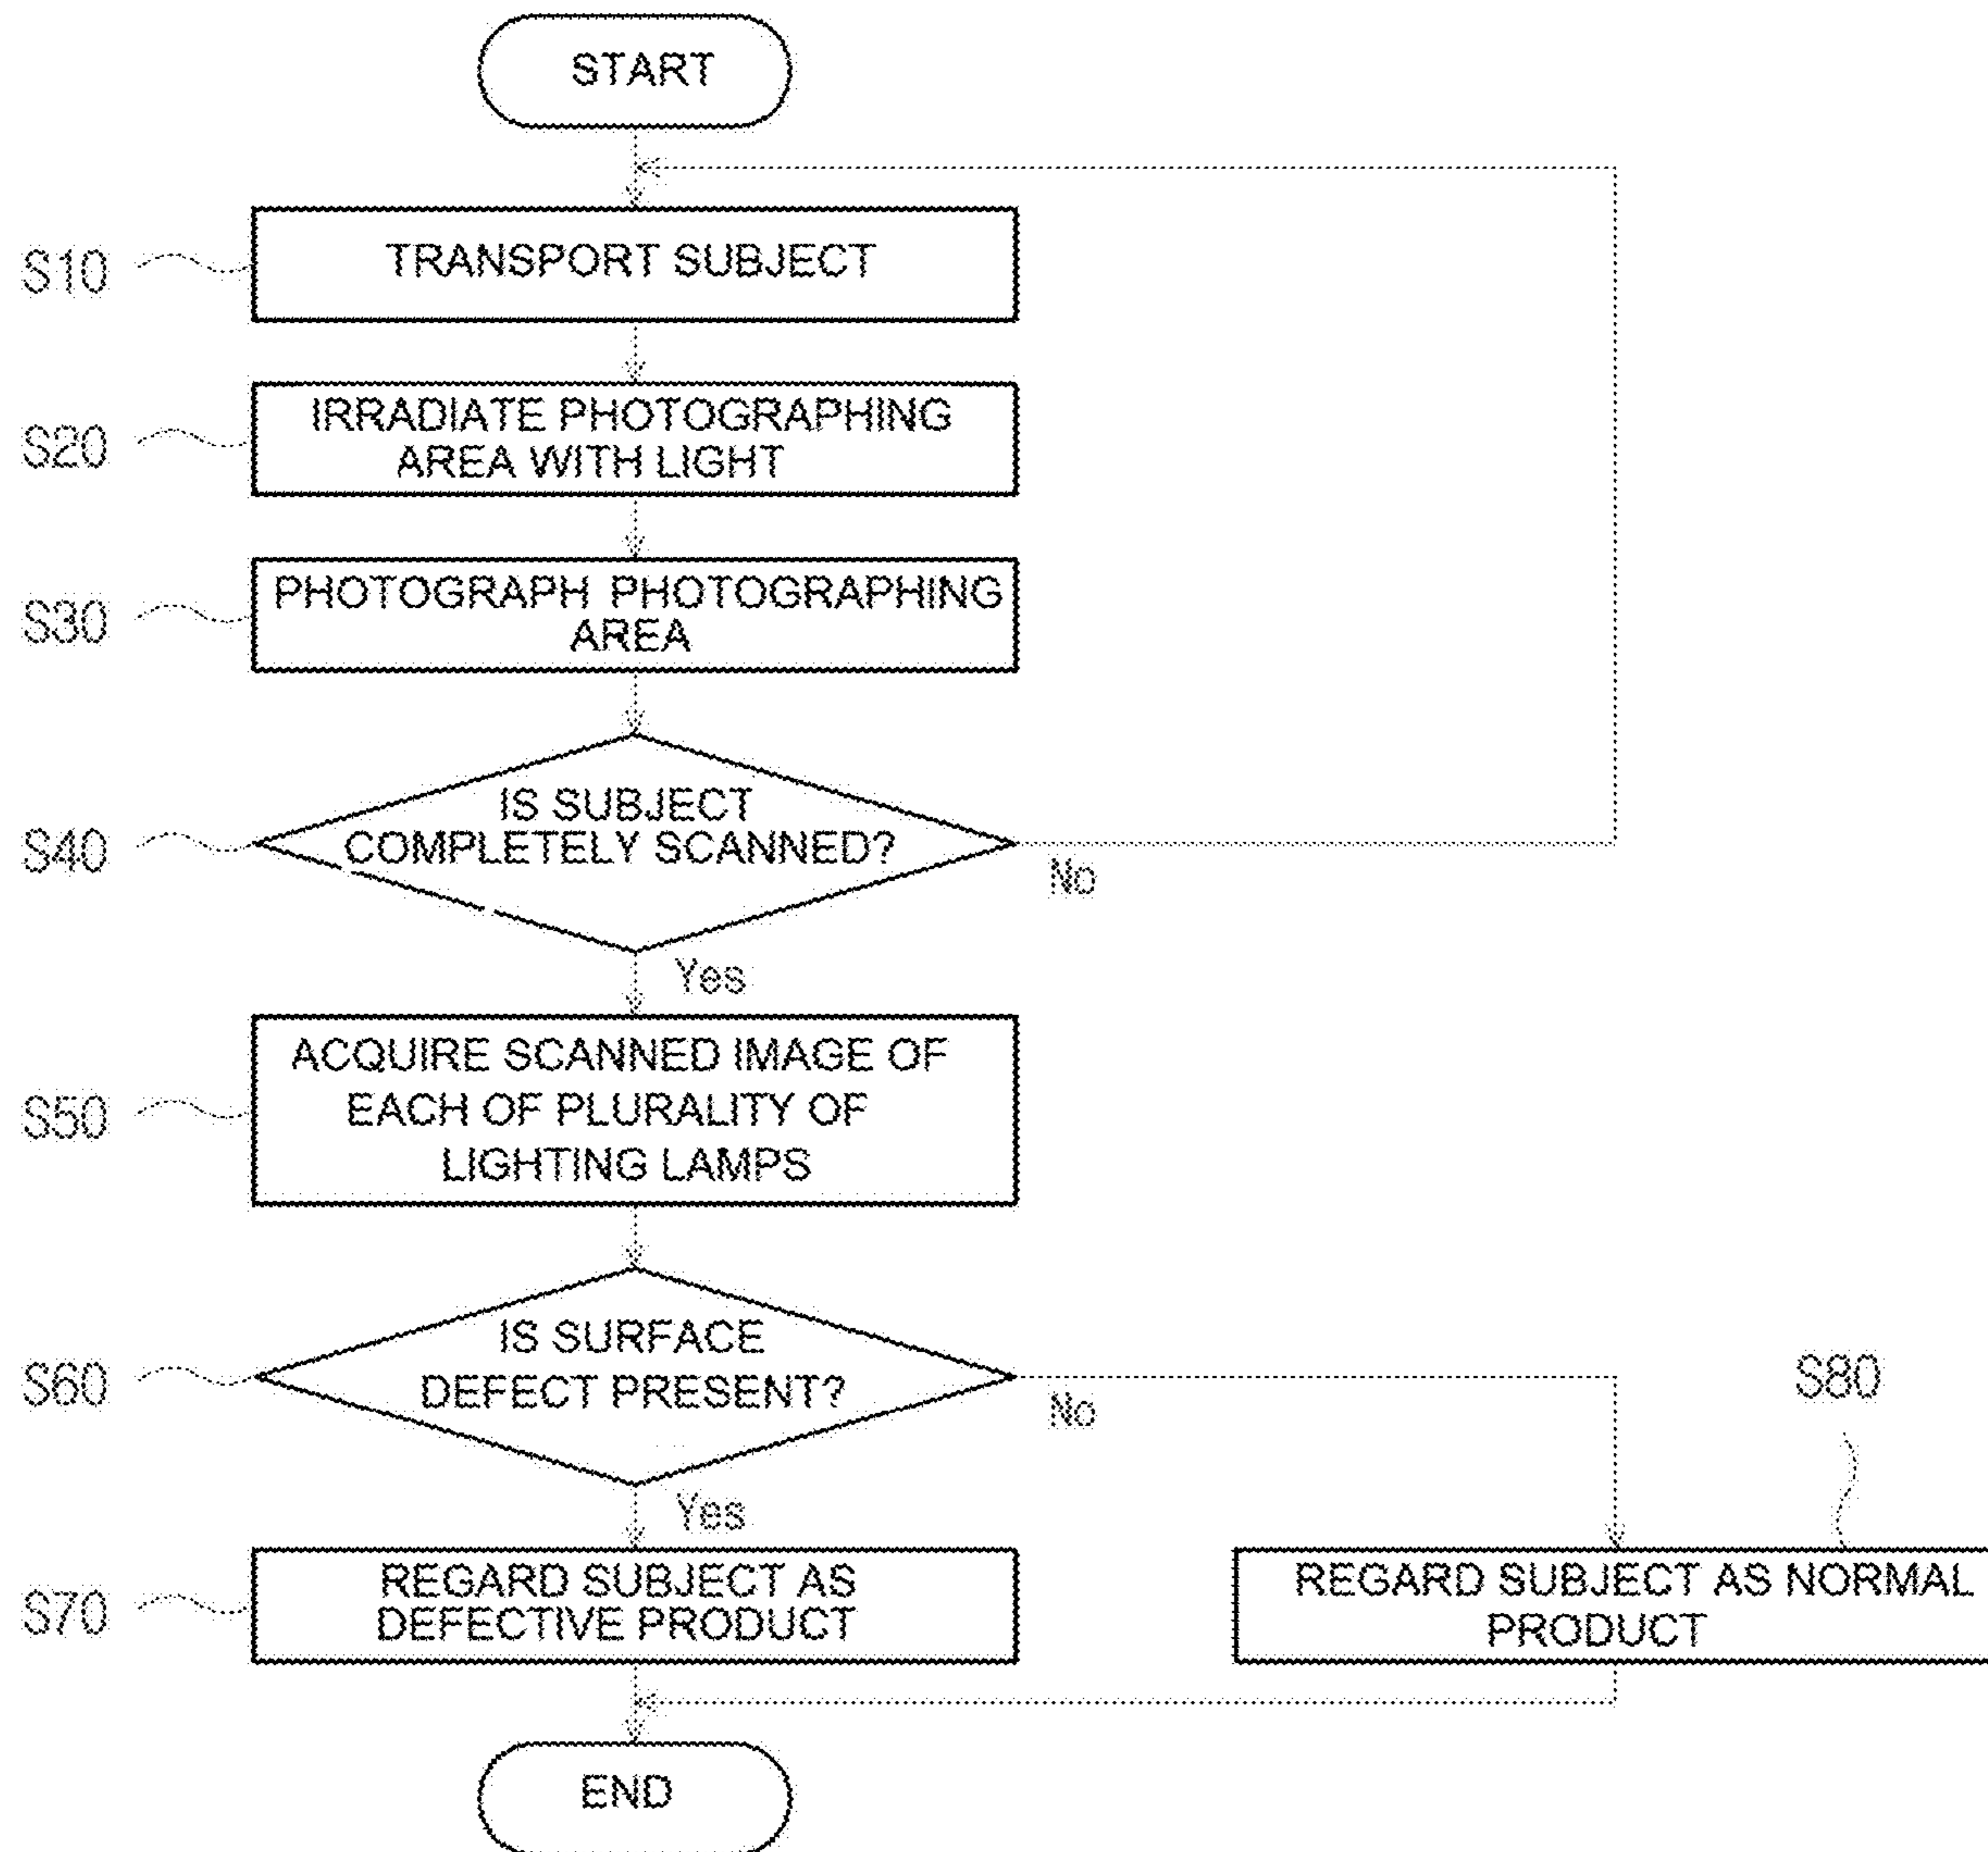 START
S10
TRANSPORT SUBJECT
S20
IRRADIATE PHOTOGRAPHING
AREA WITH LIGHT
S30
PHOTOGRAPH PHOTOGRAPHING
AREA
S40
IS SUBJECT
COMPLETELY SCANNED?
No
Yes
S50
ACQUIRE SCANNED IMAGE OF
EACH OF PLURALITY OF
LIGHTING LAMPS
S60
IS SURFACE
DEFECT PRESENT?
No
S80
Yes
S70
REGARD SUBJECT AS
DEFECTIVE PRODUCT
REGARD SUBJECT AS NORMAL
PRODUCT
END